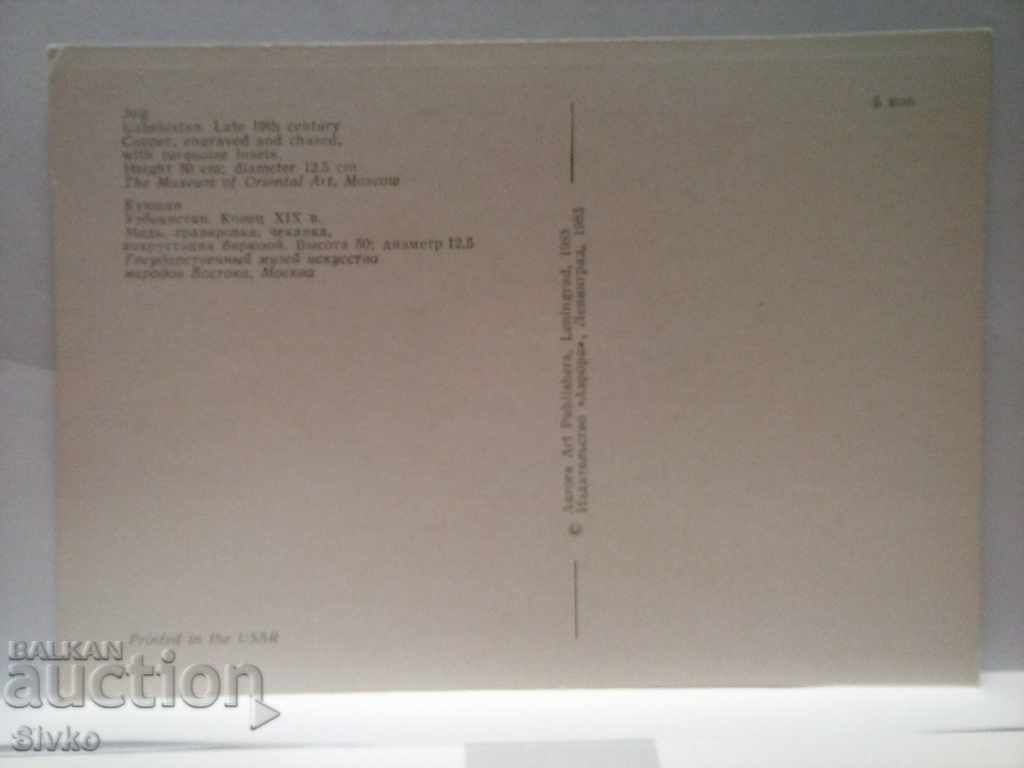 Jug
Uzbekistan. Late 19th century
Copper, engraved and chased,
with turquoise insets.
Height 50 cm; diameter 12.5 cm
The Museum of Oriental Art, Moscow
Кумган
Узбекистан. Конец XIX в.
Медь, гравировка, чеканка,
инкрустация бирюзой. Высота 50; диаметр 12,5
Государственный музей искусства
народов Востока, Москва
5 коп
© Aurora Art Publishers, Leningrad, 1983
Издательство «Аврора», Ленинград, 1983
Printed in the USSR
BALKAN
auction
Slvko